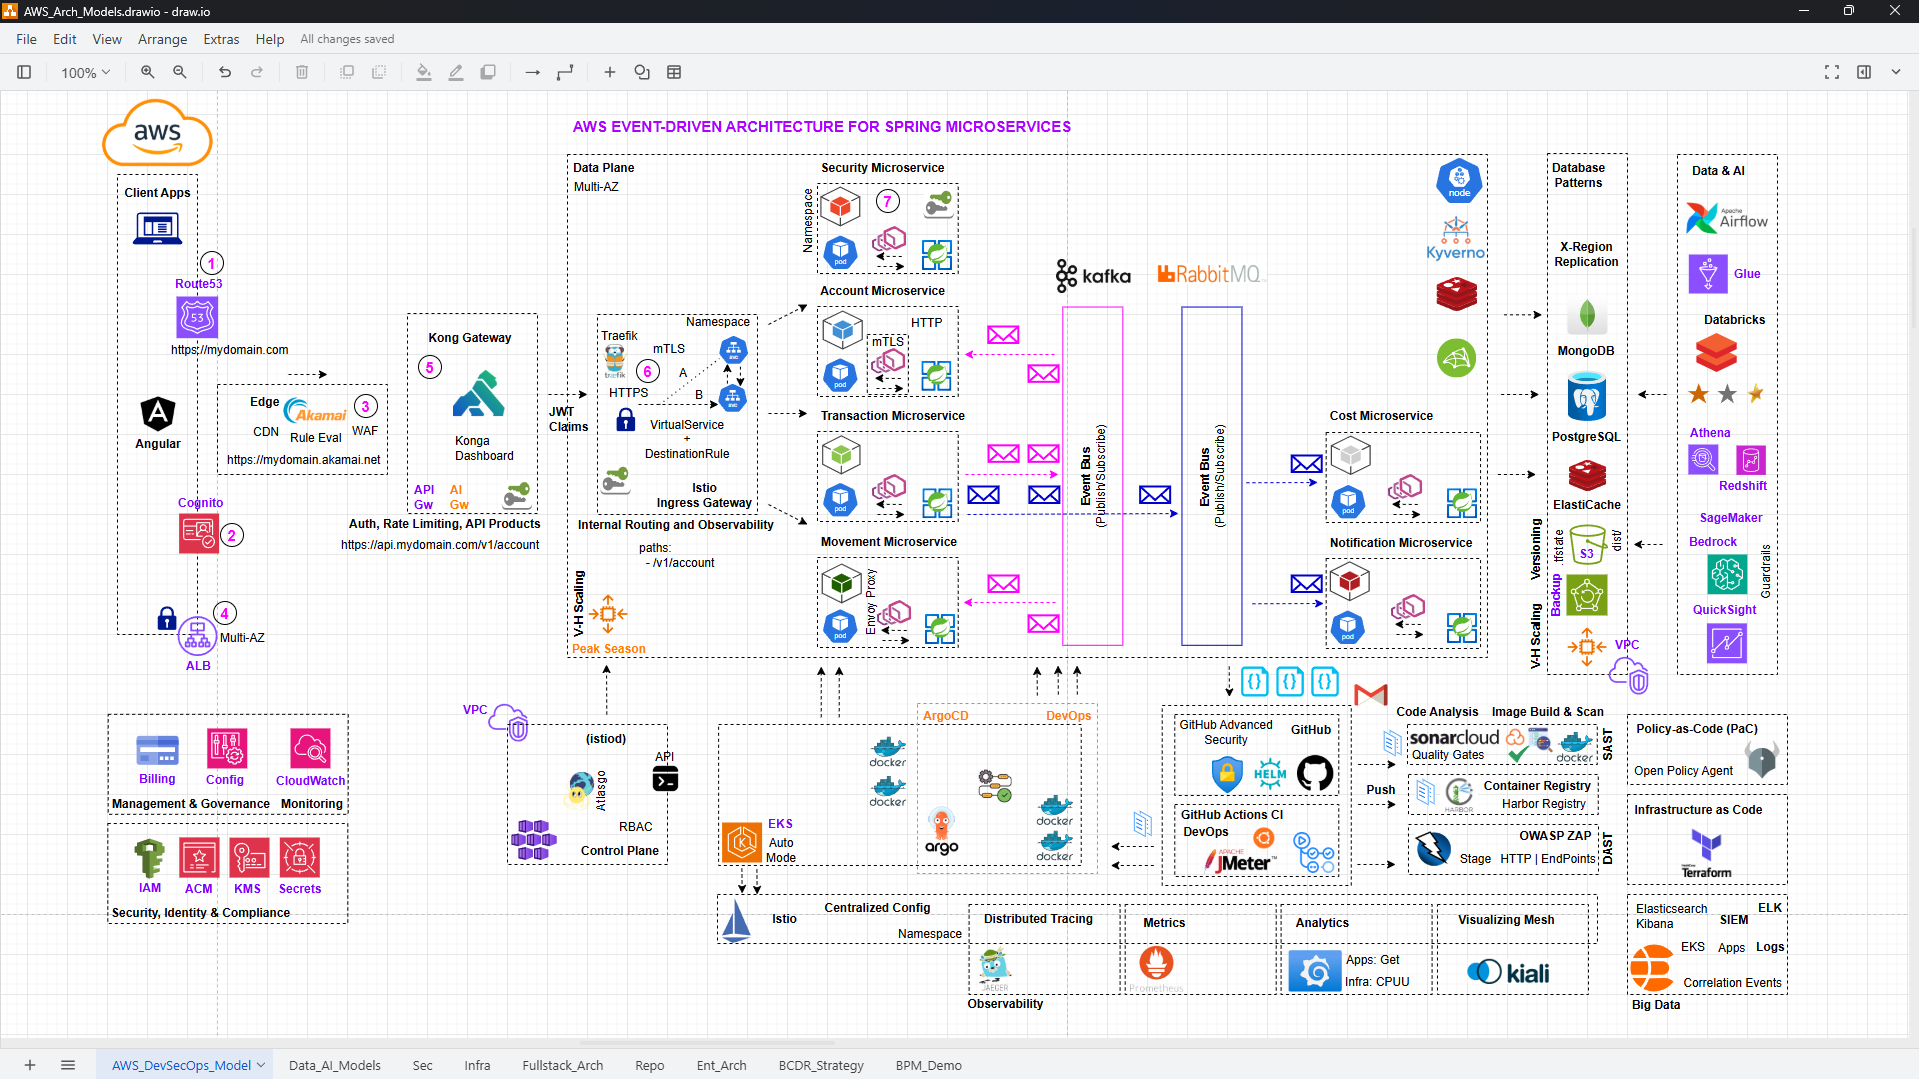 AWS_Arch_Models.drawio - draw.io
File Edit View Arrange Extras Help All changes saved
100%
aws
AWS EVENT-DRIVEN ARCHITECTURE FOR SPRING MICROSERVICES
Client Apps
1
Route53
53
https://mydomain.com
Angular
Edge
Akamai
3
CDN
Rule Eval
WAF
https://mydomain.akamai.net
Cognito
2
4
Multi-AZ
ALB
Kong Gateway
5
Konga
Dashboard
API
Gw
AI
Gw
Auth, Rate Limiting, API Products
https://api.mydomain.com/v1/account
JWT
Claims
Data Plane
Multi-AZ
Namespace
Traefik
træfik
mTLS
6
A
HTTPS
B
svc
svc
VirtualService
+
DestinationRule
Istio
Ingress Gateway
Internal Routing and Observability
paths:
- /v1/account
V-H Scaling
Peak Season
Security Microservice
Namespace
7
pod
Account Microservice
HTTP
mTLS
pod
Transaction Microservice
pod
Movement Microservice
Envoy Proxy
pod
kafka
RabbitMQ
Event Bus
(Publish/Subscribe)
Event Bus
(Publish/Subscribe)
node
Kyverno
Cost Microservice
pod
Notification Microservice
pod
Database
Patterns
X-Region
Replication
MongoDB
PostgreSQL
ElastiCache
Versioning
.tfstate
S3
dist/
Backup
V-H Scaling
VPC
Data & AI
Apache
Airflow
Glue
Databricks
Athena
Redshift
SageMaker
Bedrock
Guardrails
QuickSight
Billing
Config
CloudWatch
Management & Governance
Monitoring
IAM
ACM
KMS
Secrets
Security, Identity & Compliance
VPC
(istiod)
API
Atlasgo
RBAC
Control Plane
EKS
Auto
Mode
ArgoCD
DevOps
docker
docker
argo
docker
docker
GitHub Advanced
Security
GitHub
HELM
GitHub Actions CI
DevOps
APACHE
JMeter
Push
Code Analysis
Image Build & Scan
sonarcloud
Quality Gates
docker
SAST
Container Registry
HARBOR
Harbor Registry
OWASP ZAP
Stage
HTTP | EndPoints
DAST
Policy-as-Code (PaC)
Open Policy Agent
Infrastructure as Code
Terraform
Istio
Centralized Config
Namespace
Distributed Tracing
JAEGER
Metrics
Prometheus
Analytics
Apps: Get
Infra: CPUU
Visualizing Mesh
kiali
Observability
Elasticsearch
Kibana
ELK
SIEM
EKS
Apps
Logs
Correlation Events
Big Data
AWS_DevSecOps_Model Data_AI_Models Sec Infra Fullstack_Arch Repo Ent_Arch BCDR_Strategy BPM_Demo